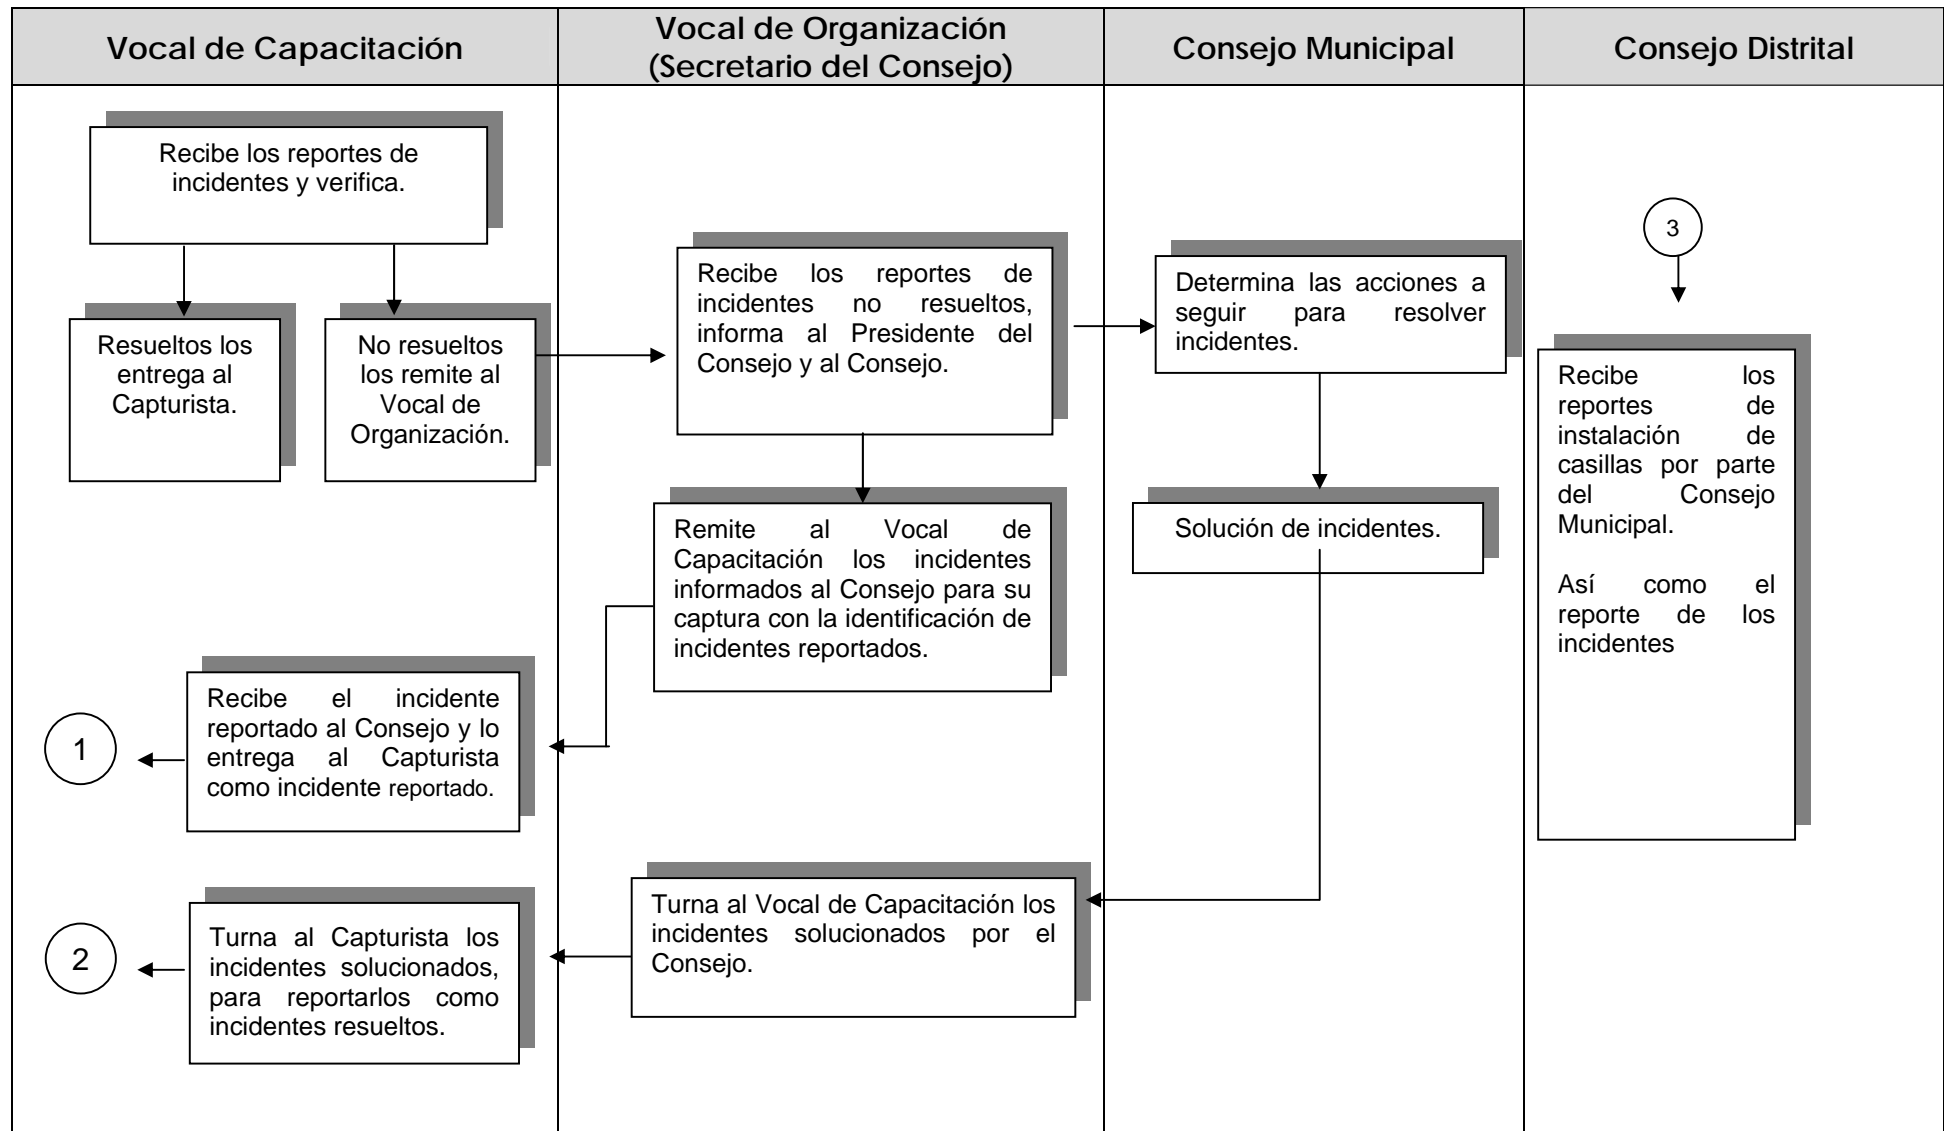 Vocal de Capacitación
Vocal de Organización
(Secretario del Consejo)
Consejo Municipal
Consejo Distrital
Recibe los reportes de
incidentes y verifica.
Resueltos los
entrega al
Capturista.
No resueltos
los remite al
Vocal de
Organización.
Recibe el incidente
reportado al Consejo y lo
entrega al Capturista
como incidente reportado.
1
Turna al Capturista los
incidentes solucionados,
para reportarlos como
incidentes resueltos.
2
Recibe los reportes de
incidentes no resueltos,
informa al Presidente del
Consejo y al Consejo.
Remite al Vocal de
Capacitación los incidentes
informados al Consejo para su
captura con la identificación de
incidentes reportados.
Turna al Vocal de Capacitación los
incidentes solucionados por el
Consejo.
Determina las acciones a
seguir para resolver
incidentes.
Solución de incidentes.
3
Recibe los
reportes de
instalación de
casillas por parte
del Consejo
Municipal.
Así como el
reporte de los
incidentes